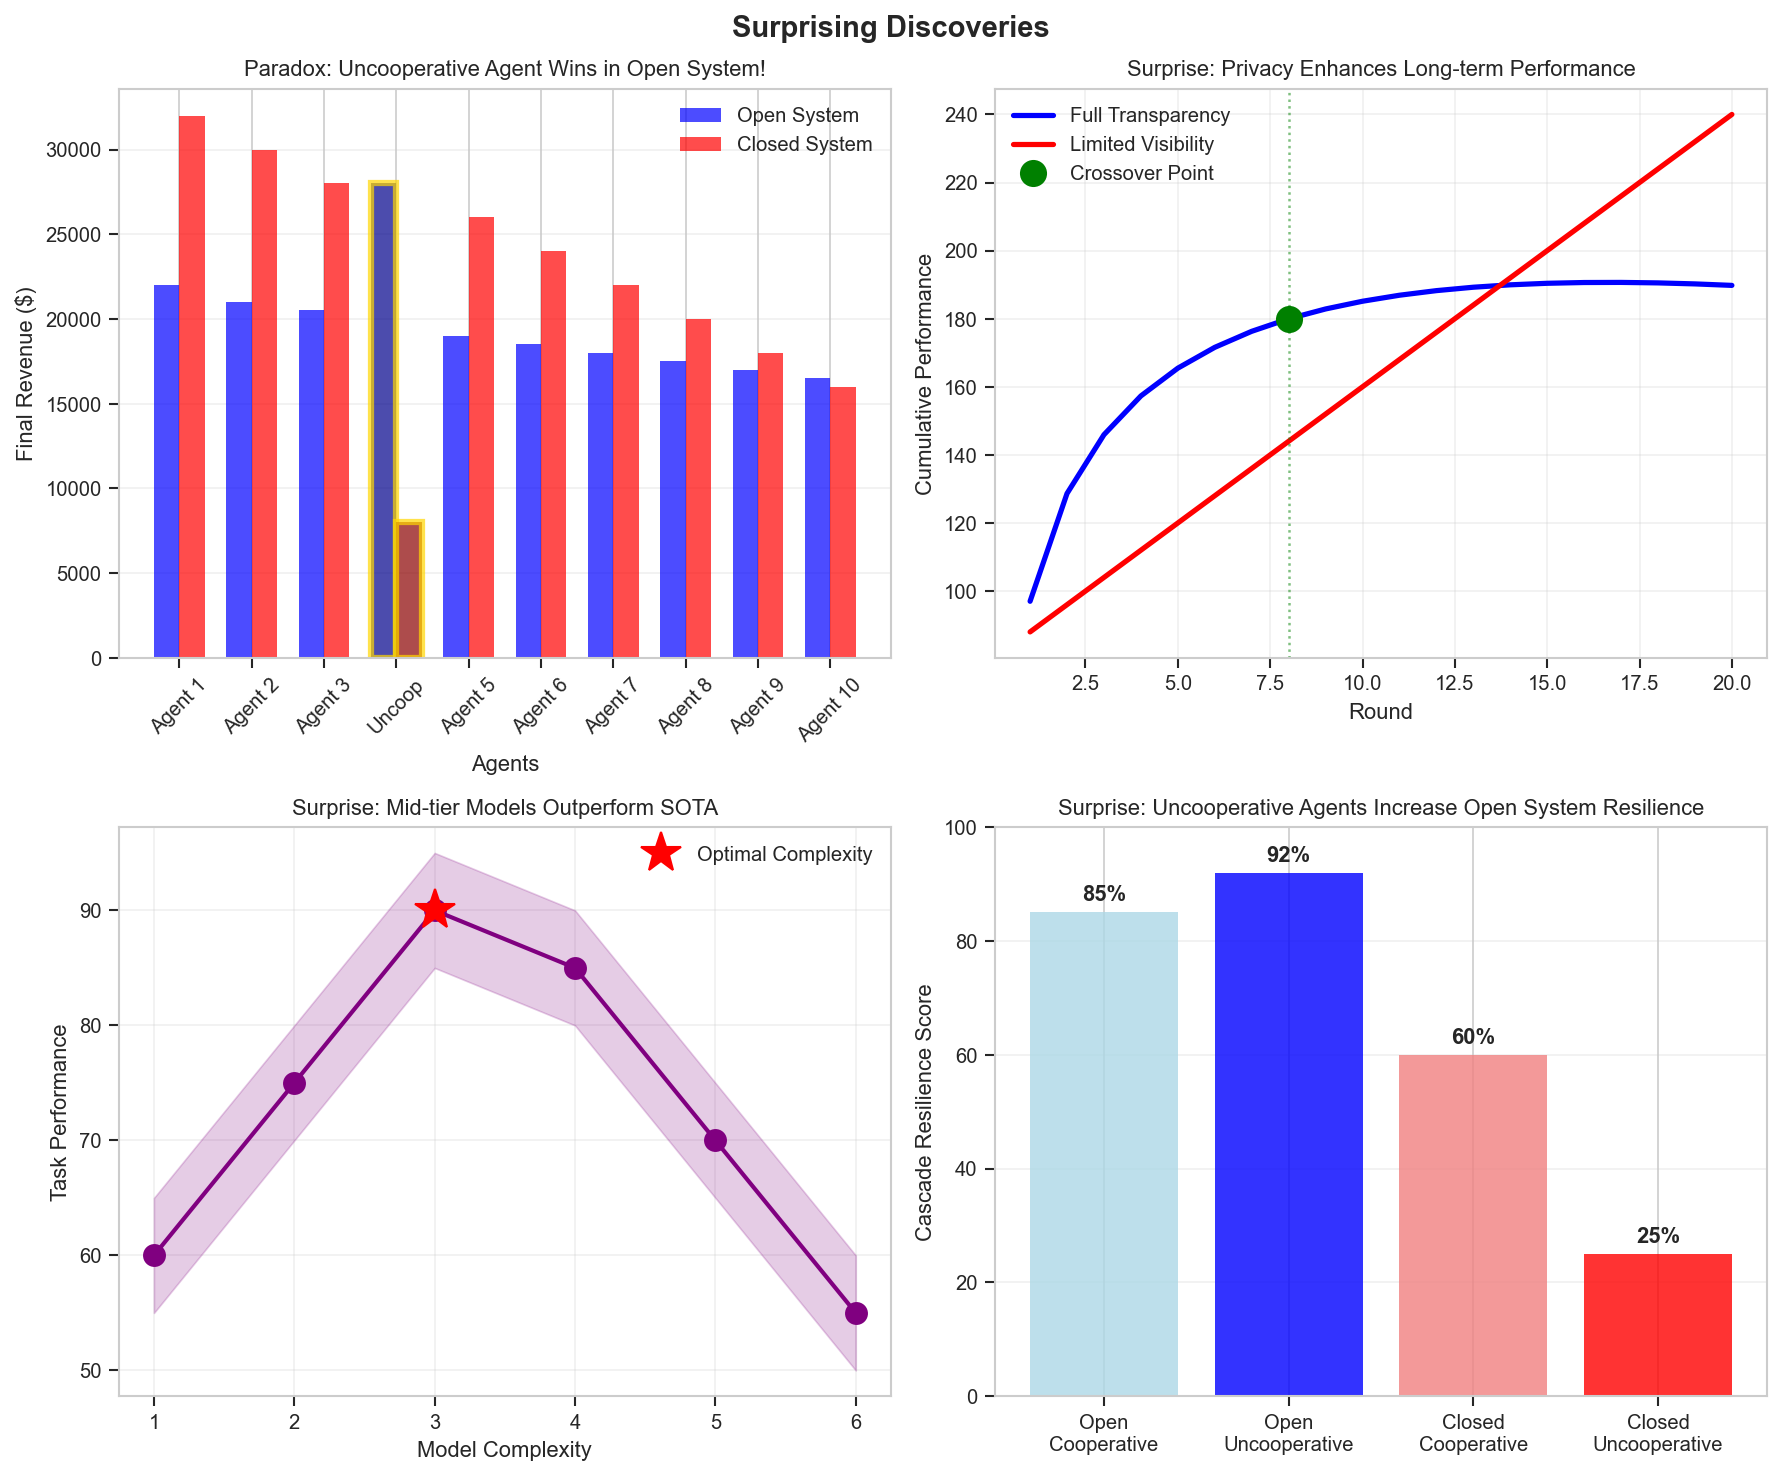 Surprising Discoveries
Paradox: Uncooperative Agent Wins in Open System!
Open System
Closed System
Final Revenue ($)
30000
25000
20000
15000
10000
5000
0
Agent 1
Agent 2
Agent 3
Uncoop
Agent 5
Agent 6
Agent 7
Agent 8
Agent 9
Agent 10
Agents
Surprise: Privacy Enhances Long-term Performance
Full Transparency
Limited Visibility
Crossover Point
Cumulative Performance
240
220
200
180
160
140
120
100
2.5 5.0 7.5 10.0 12.5 15.0 17.5 20.0
Round
Surprise: Mid-tier Models Outperform SOTA
Optimal Complexity
Task Performance
90
80
70
60
50
1 2 3 4 5 6
Model Complexity
Surprise: Uncooperative Agents Increase Open System Resilience
Cascade Resilience Score
100
80
60
40
20
0
85%
92%
60%
25%
Open
Cooperative
Open
Uncooperative
Closed
Cooperative
Closed
Uncooperative